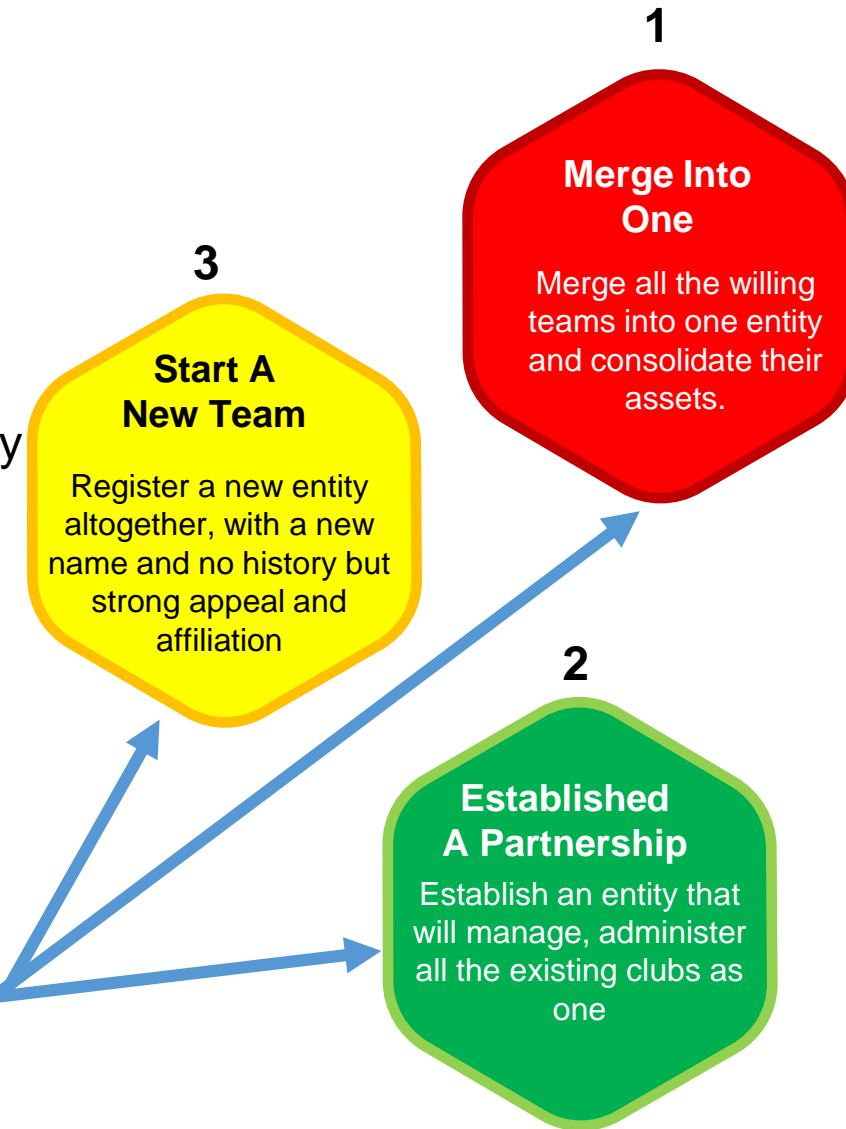 1
Merge Into
One
Merge all the willing
teams into one entity
and consolidate their
assets.
3
Start A
New Team
y
Register a new entity
altogether, with a new
name and no history but
strong appeal and
affiliation
2
Established
A Partnership
Establish an entity that
will manage, administer
all the existing clubs as
one